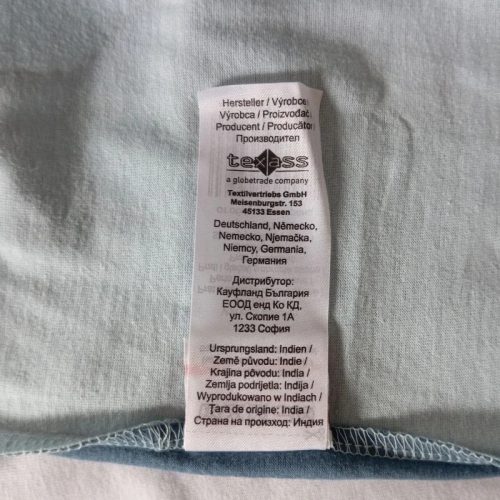 Hersteller / Výrobce
Výrobca / Proizvođač
Producent / Producător
Производител
texass
a globetrade company
Textilvertriebs GmbH
Meisenburgstr. 153
45133 Essen
Deutschland, Německo,
Nemecko, Njemačka,
Niemcy, Germania,
Германия
Дистрибутор:
Кауфланд България
ЕООД енд Ко КД,
ул. Скопие 1А
1233 София
Ursprungsland: Indien /
Země původu: Indie /
Krajina pôvodu: India /
Zemlja podrijetla: Indija /
Wyprodukowano w Indiach /
Țara de origine: India /
Страна на произход: Индия